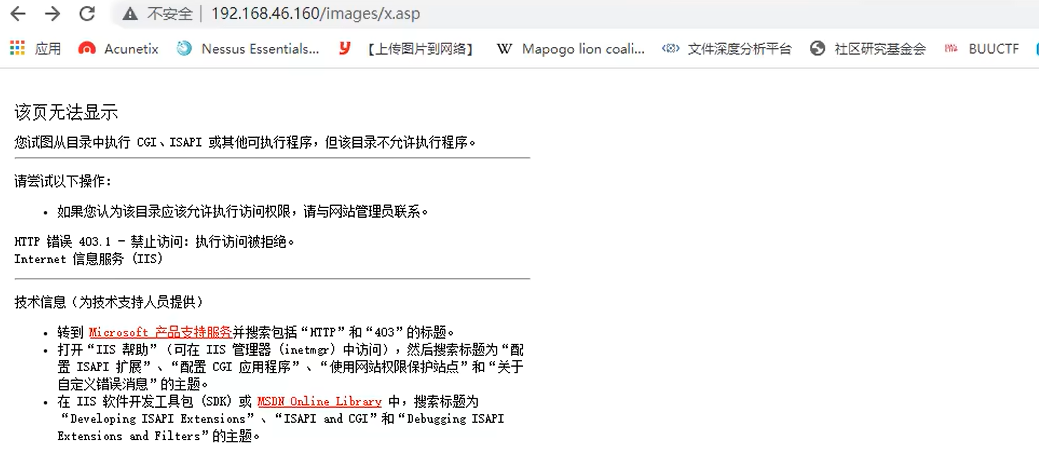 不安全 | 192.168.46.160/images/x.asp
应用 Acunetix Nessus Essentials... 【上传图片到网络】 Mapogo lion coali... 文件深度分析平台 社区研究基金会 BUUCTF
该页无法显示
您试图从目录中执行 CGI、ISAPI 或其他可执行程序，但该目录不允许执行程序。
请尝试以下操作:
• 如果您认为该目录应该允许执行访问权限，请与网站管理员联系。
HTTP 错误 403.1 - 禁止访问: 执行访问被拒绝。
Internet 信息服务 (IIS)
技术信息（为技术支持人员提供）
• 转到 Microsoft 产品支持服务并搜索包括“HTTP”和“403”的标题。
• 打开“IIS 帮助”（可在 IIS 管理器 (inetmgr) 中访问），然后搜索标题为“配
置 ISAPI 扩展”、“配置 CGI 应用程序”、“使用网站权限保护站点”和“关于
自定义错误消息”的主题。
• 在 IIS 软件开发工具包 (SDK) 或 MSDN Online Library 中，搜索标题为
“Developing ISAPI Extensions”、“ISAPI and CGI”和“Debugging ISAPI
Extensions and Filters”的主题。